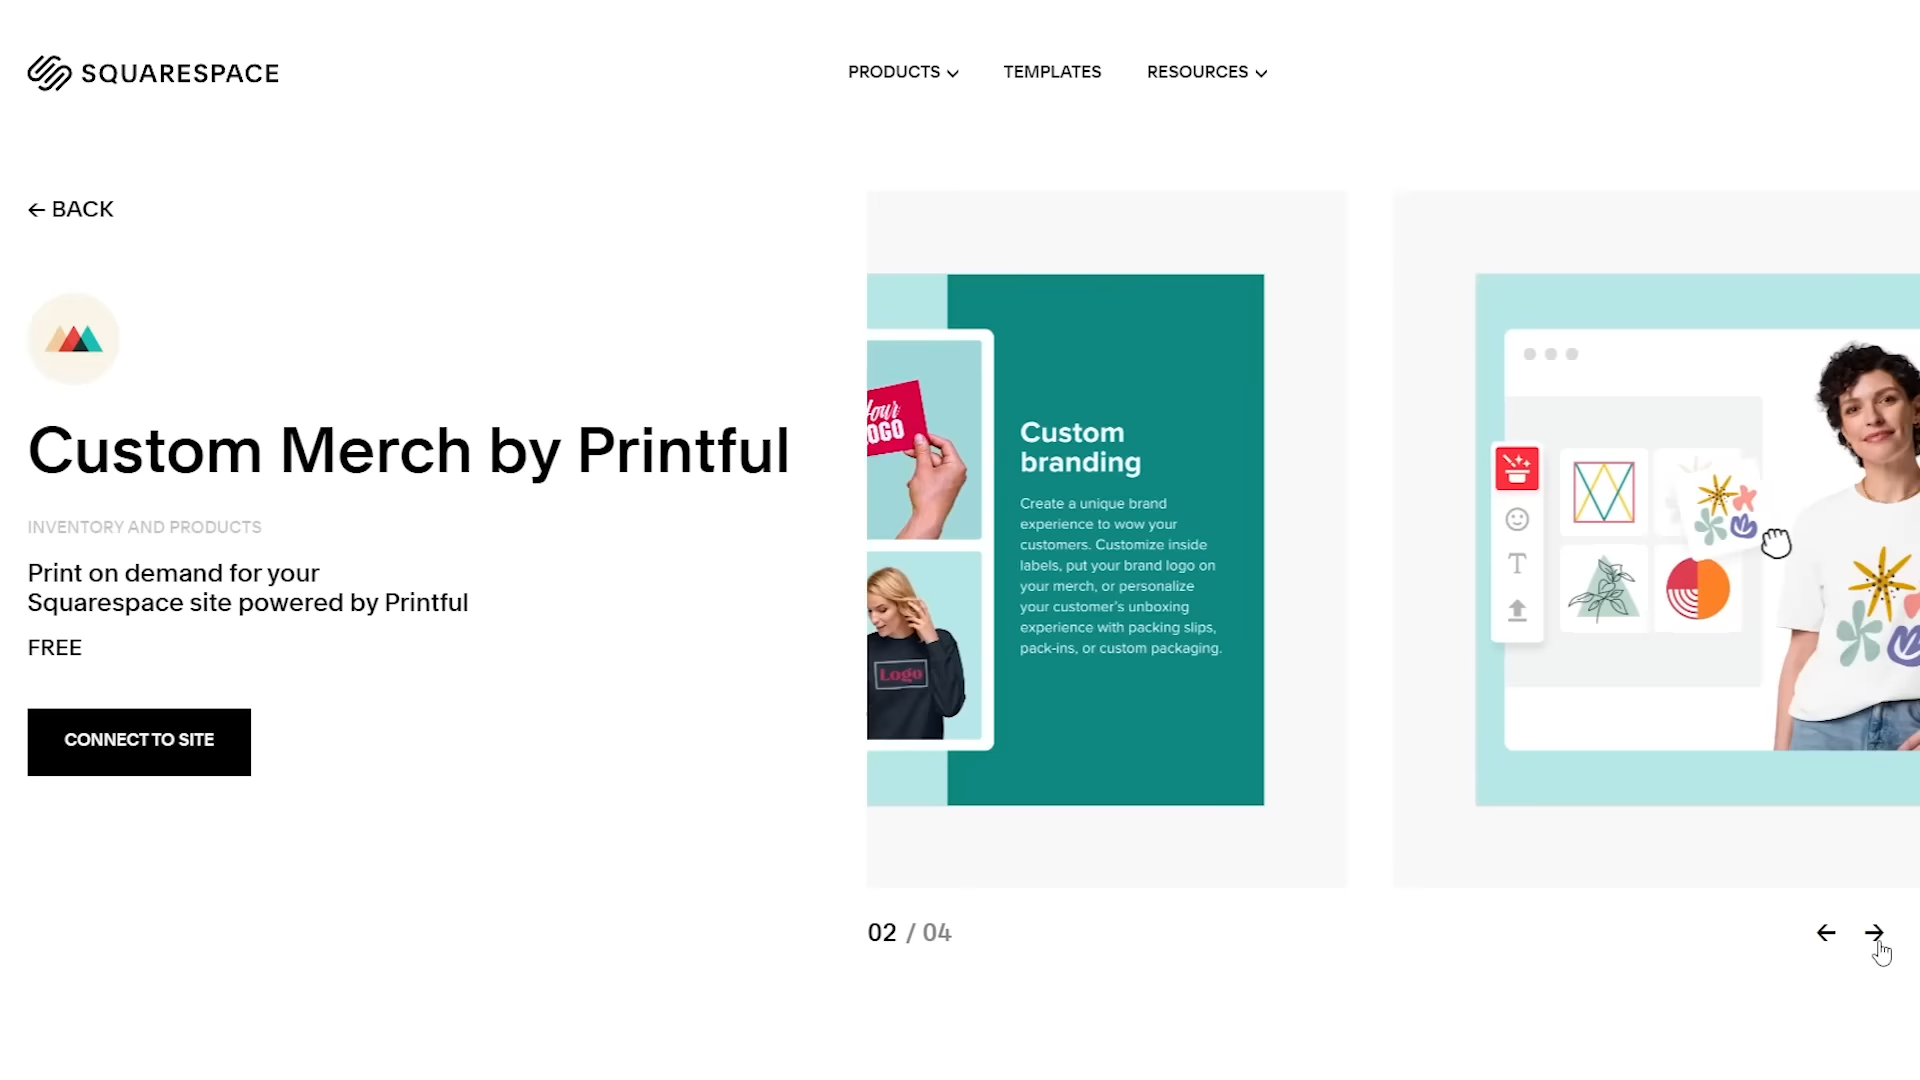 SQUARESPACE
PRODUCTS
TEMPLATES
RESOURCES
← BACK
Custom Merch by Printful
INVENTORY AND PRODUCTS
Print on demand for your
Squarespace site powered by Printful
FREE
CONNECT TO SITE
Logo
Custom
branding
Create a unique brand
experience to wow your
customers. Customize inside
labels, put your brand logo on
your merch, or personalize
your customer's unboxing
experience with packing slips,
pack-ins, or custom packaging.
T
02 / 04